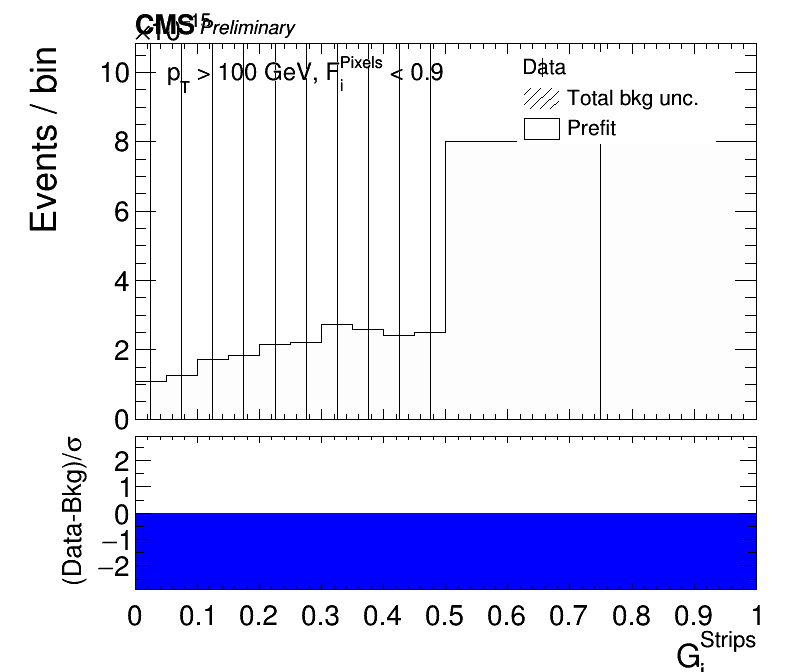 CMS Preliminary
×10⁻¹⁵
p_T > 100 GeV, F_i^Pixels < 0.9
Data
Total bkg unc.
Prefit
Events / bin
10
8
6
4
2
0
(Data-Bkg)/σ
2
1
0
−1
−2
0 0.1 0.2 0.3 0.4 0.5 0.6 0.7 0.8 0.9 1
G_i^Strips